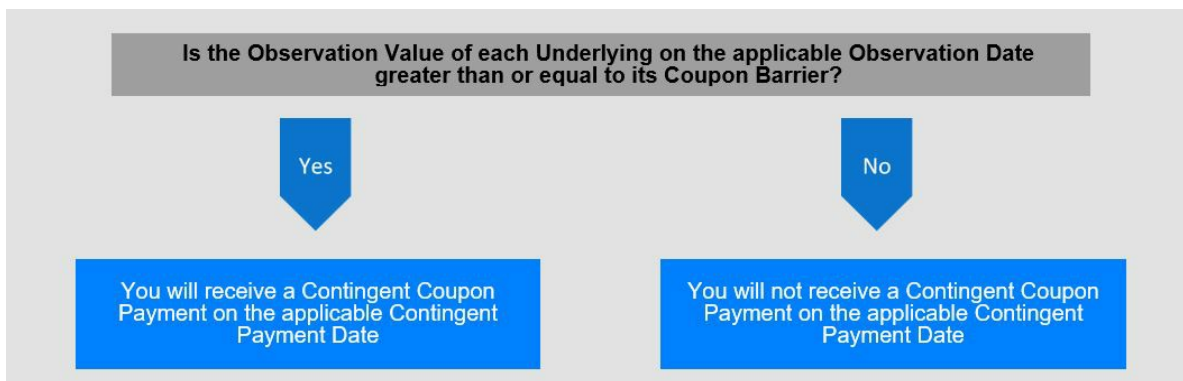 Is the Observation Value of each Underlying on the applicable Observation Date
greater than or equal to its Coupon Barrier?
Yes
No
You will receive a Contingent Coupon
Payment on the applicable Contingent
Payment Date
You will not receive a Contingent Coupon
Payment on the applicable Contingent
Payment Date